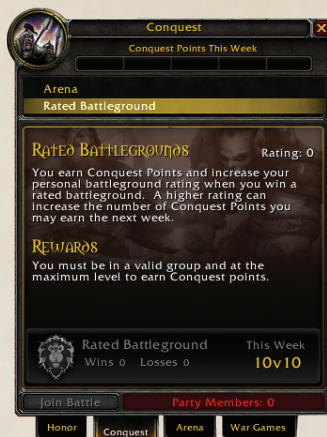 Conquest
Conquest Points This Week
Arena
Rated Battleground
Rated Battlegrounds
Rating: 0
You earn Conquest Points and increase your
personal battleground rating when you win a
rated battleground. A higher rating can
increase the number of Conquest Points you
may earn the next week.
Rewards
You must be in a valid group and at the
maximum level to earn Conquest points.
Rated Battleground
This Week
Wins 0 Losses 0
10v10
Join Battle
Party Members: 0
Honor
Conquest
Arena
War Games